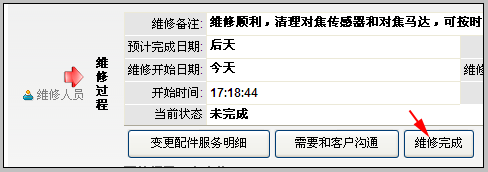 维修备注: 维修顺利，清理对焦传感器和对焦马达，可按时
预计完成日期: 后天
维修开始日期: 今天 维修
开始时间: 17:18:44
当前状态 未完成
维修人员
维修过程
变更配件服务明细 需要和客户沟通 维修完成